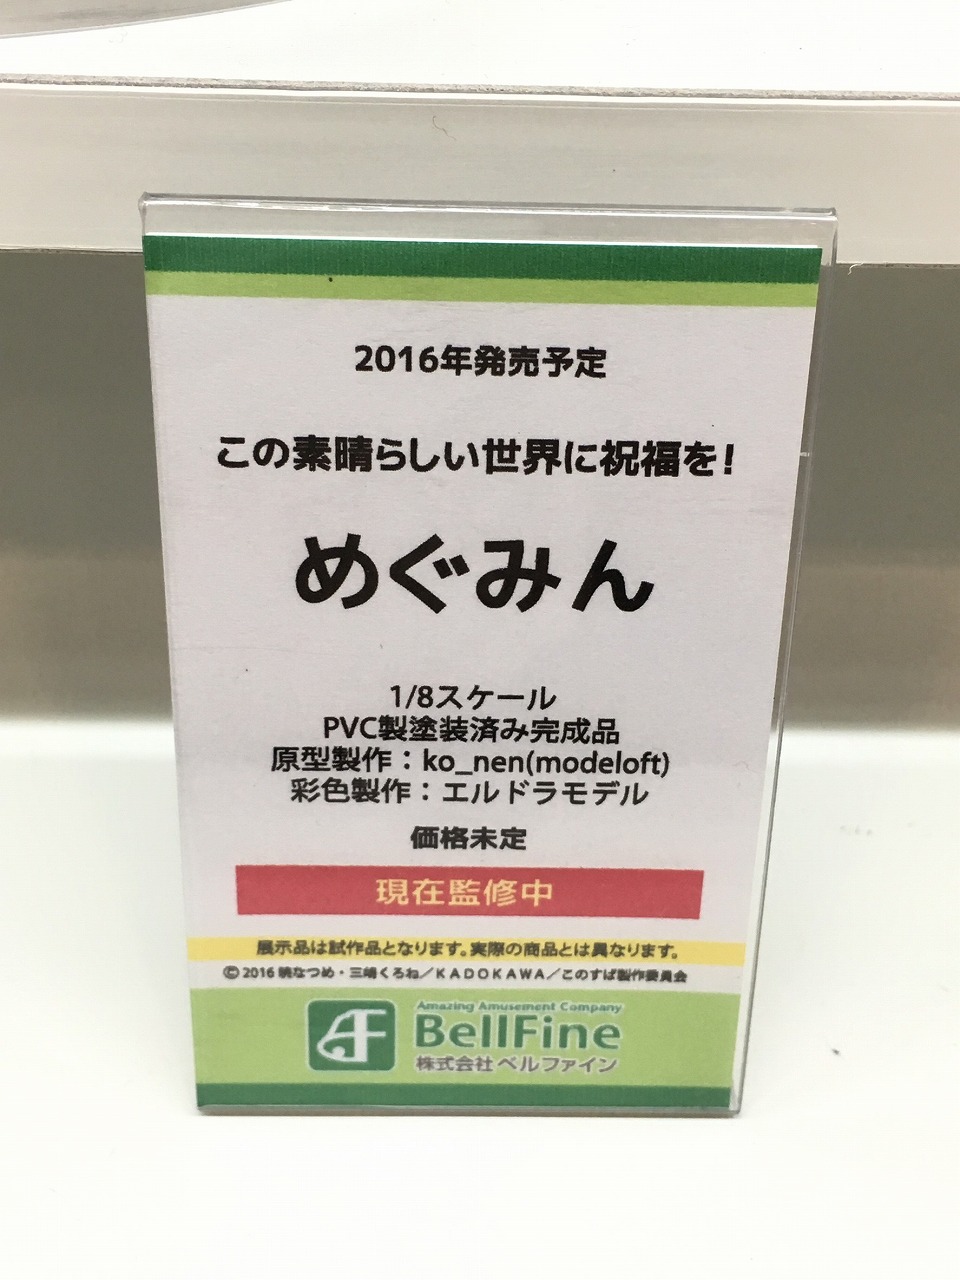 2016年発売予定
この素晴らしい世界に祝福を!
めぐみん
1/8スケール
PVC製塗装済み完成品
原型製作：ko_nen(modeloft)
彩色製作：エルドラモデル
価格未定
現在監修中
展示品は試作品となります。実際の商品とは異なります。
© 2016 暁なつめ・三嶋くろね／KADOKAWA／このすば製作委員会
Amazing Amusement Company
BellFine
株式会社 ベルファイン